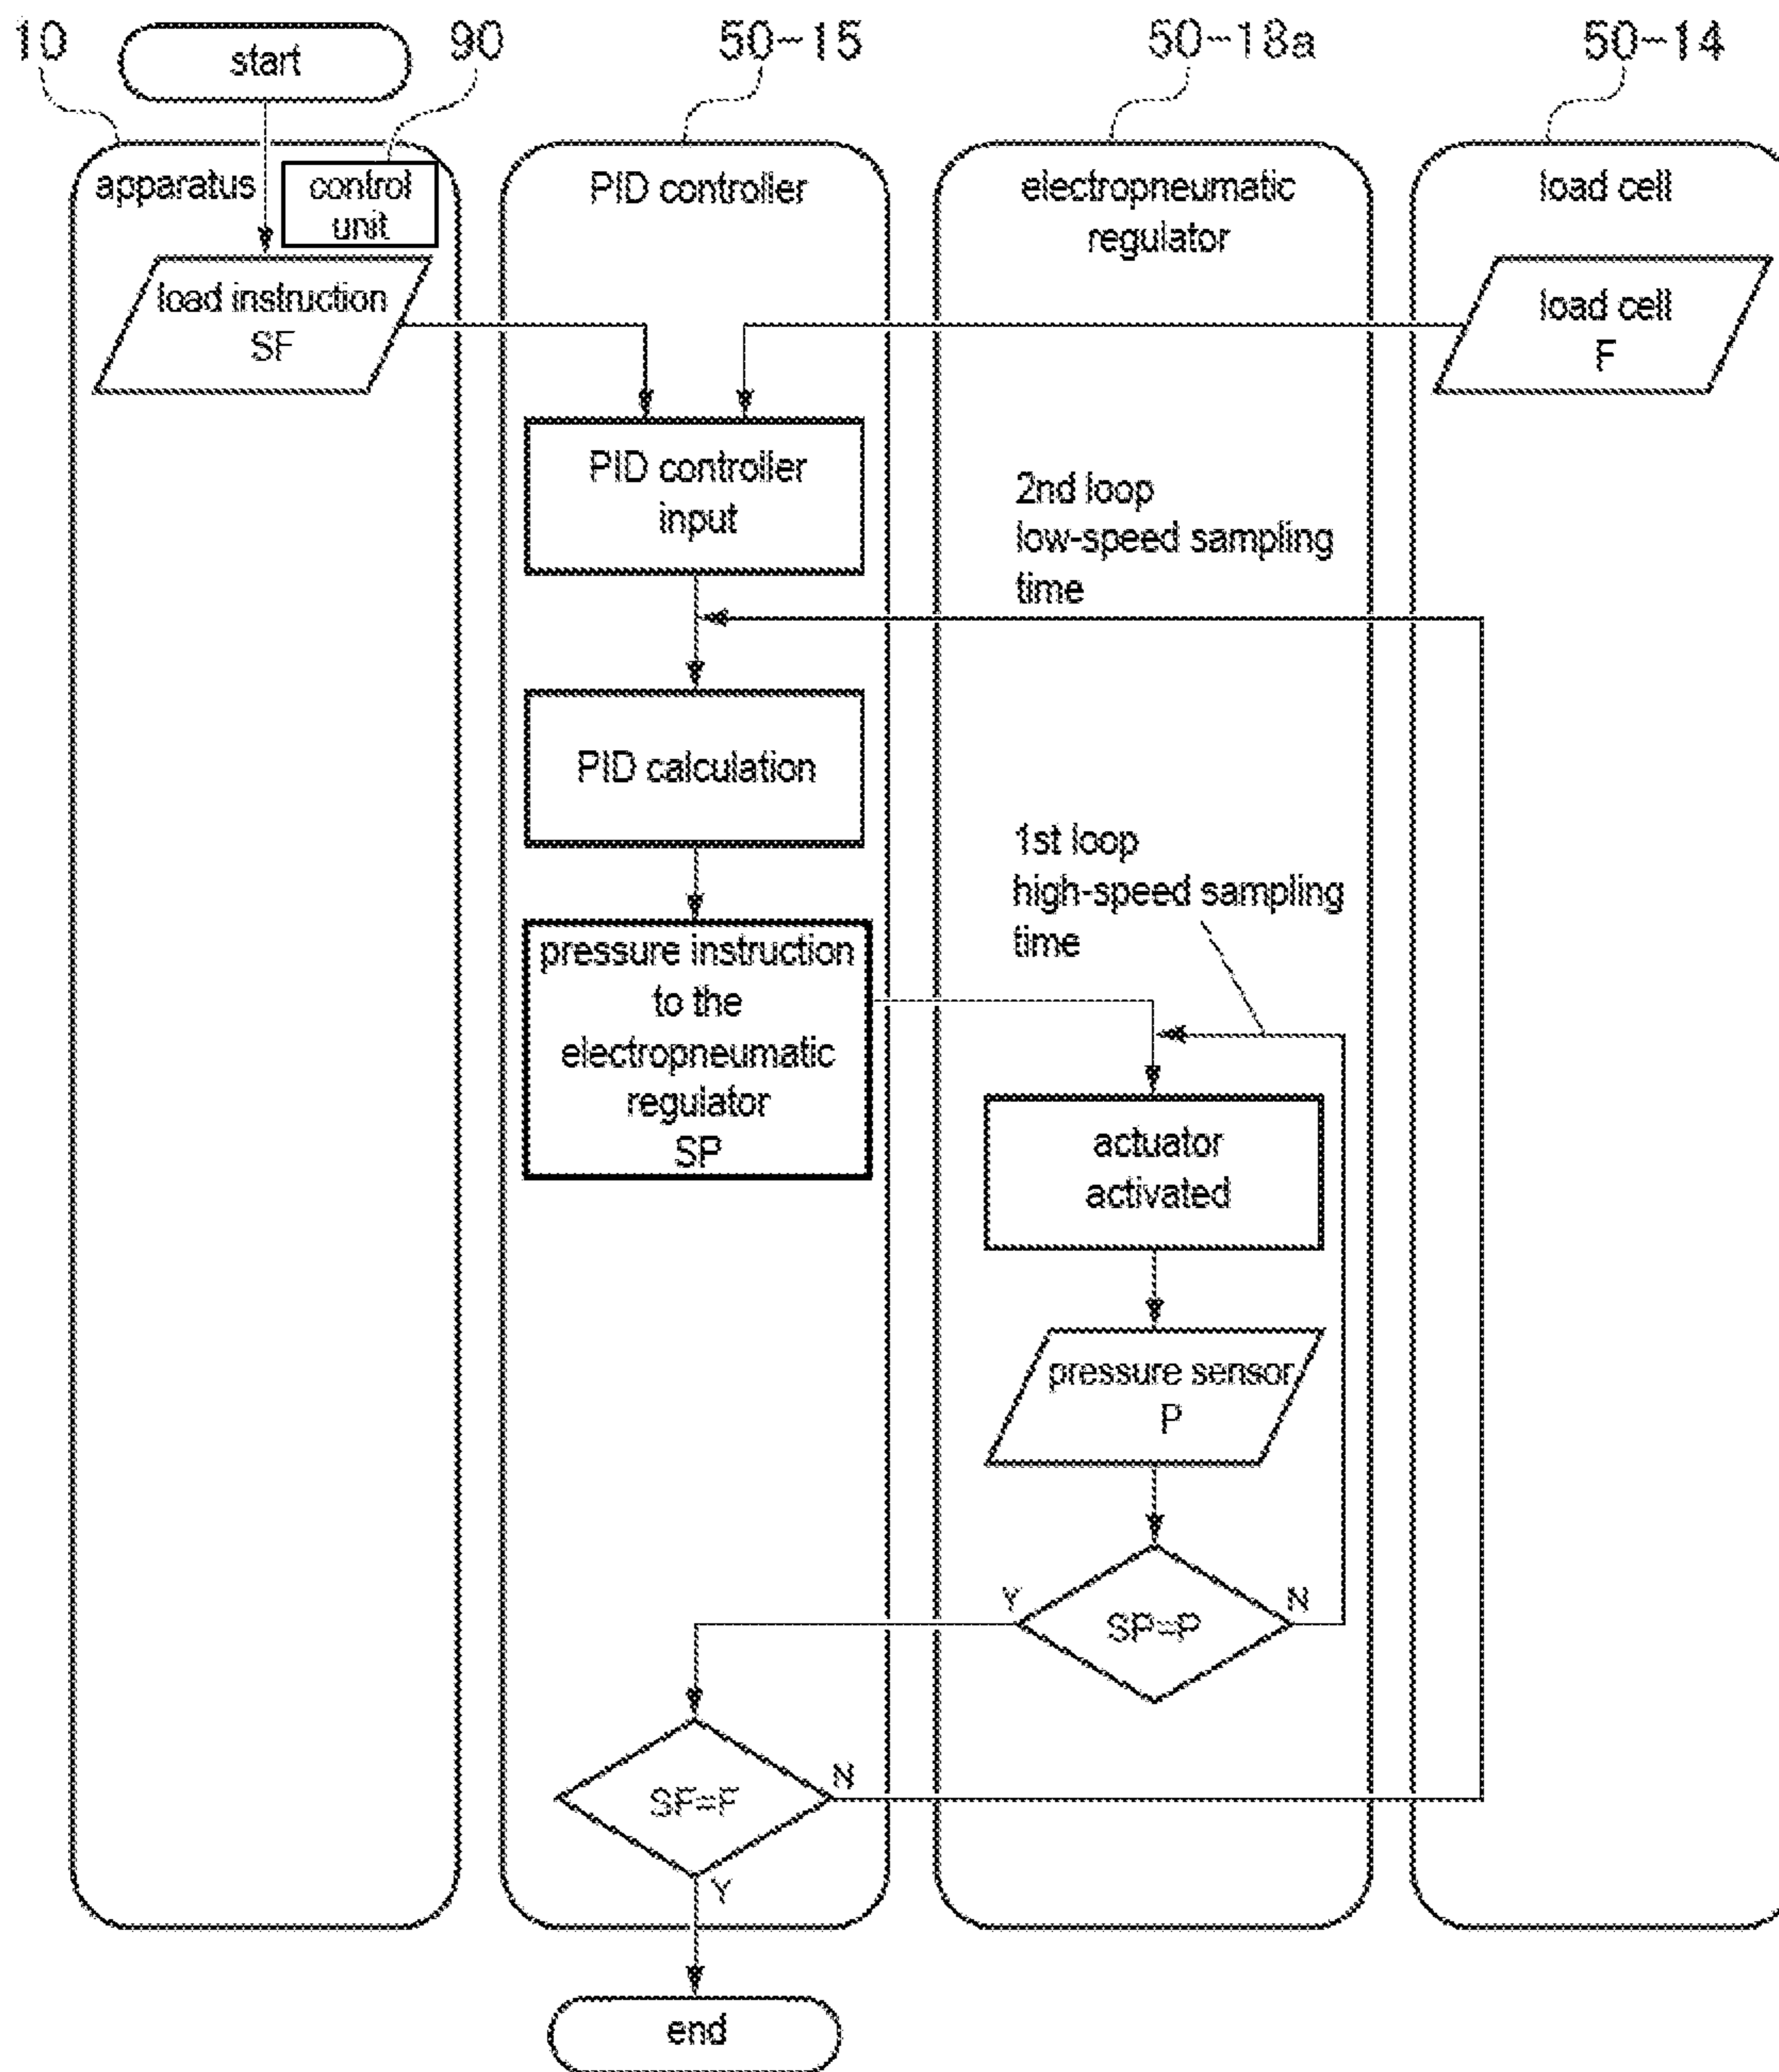 10
start
90
50-15
50-18a
50-14
apparatus
control
unit
PID controller
electropneumatic
regulator
load cell
load instruction
SF
load cell
F
PID controller
input
2nd loop
low-speed sampling
time
PID calculation
1st loop
high-speed sampling
time
pressure instruction
to the
electropneumatic
regulator
SP
actuator
activated
pressure sensor
P
Y
SP=P
N
SF=F
N
Y
end